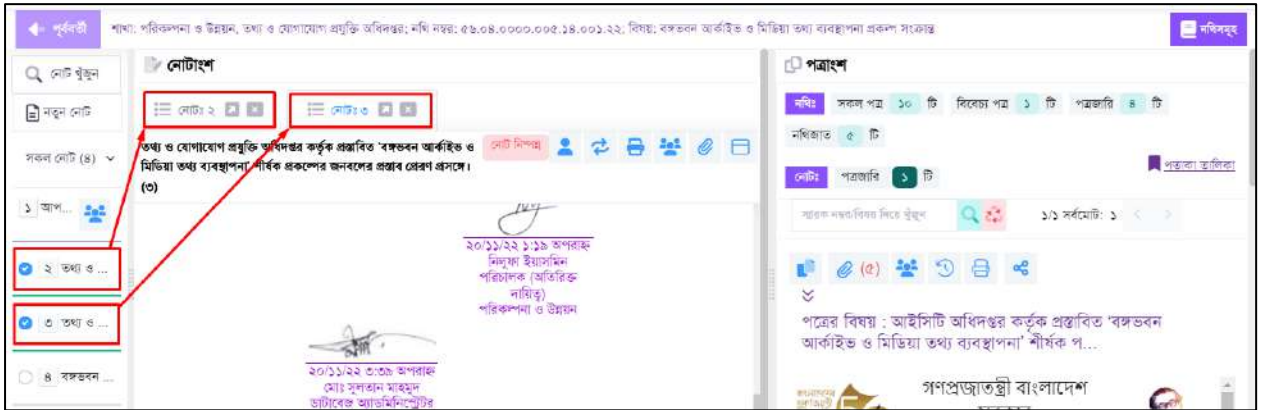 পূর্ববর্তী শাখা: পরিকল্পনা ও উন্নয়ন, তথ্য ও যোগাযোগ প্রযুক্তি অধিদপ্তর; নথি নম্বর: ৫৬.০৪.০০০০.০০৫.১৪.০০১.২২; বিষয়: বঙ্গভবন আর্কাইভ ও মিডিয়া তথ্য ব্যবস্থাপনা প্রকল্প সংক্রান্ত নথিসমূহ
নোট খুঁজুন
নতুন নোট
সকল নোট (৪)
১ আপ...
২ তথ্য ও ...
৩ তথ্য ও ...
৪ বঙ্গভবন ...
নোটাংশ
নোটঃ ২ নোটঃ ৩
তথ্য ও যোগাযোগ প্রযুক্তি অধিদপ্তর কর্তৃক প্রস্তাবিত 'বঙ্গভবন আর্কাইভ ও
মিডিয়া তথ্য ব্যবস্থাপনা' শীর্ষক প্রকল্পের জনবলের প্রস্তাব প্রেরণ প্রসঙ্গে।
(৩)
নোট নিষ্পন্ন
২০/১১/২২ ১:১৯ অপরাহ্ন
নিলুফা ইয়াসমিন
পরিচালক (অতিরিক্ত
দায়িত্ব)
পরিকল্পনা ও উন্নয়ন
২০/১১/২২ ৩:৩৯ অপরাহ্ন
মোঃ সুলতান মাহমুদ
ডাটাবেজ অ্যাডমিনিস্ট্রেটর
পত্রাংশ
নথিঃ সকল পত্র ১০ টি বিবেচ্য পত্র ১ টি পত্রজারি ৪ টি
নথিজাত ৫ টি
পতাকা তালিকা
নোটঃ পত্রজারি ১ টি
স্মারক নম্বর/বিষয় দিয়ে খুঁজুন ১/১ সর্বমোট: ১
(৫)
পত্রের বিষয় : আইসিটি অধিদপ্তর কর্তৃক প্রস্তাবিত 'বঙ্গভবন
আর্কাইভ ও মিডিয়া তথ্য ব্যবস্থাপনা' শীর্ষক প...
গণপ্রজাতন্ত্রী বাংলাদেশ